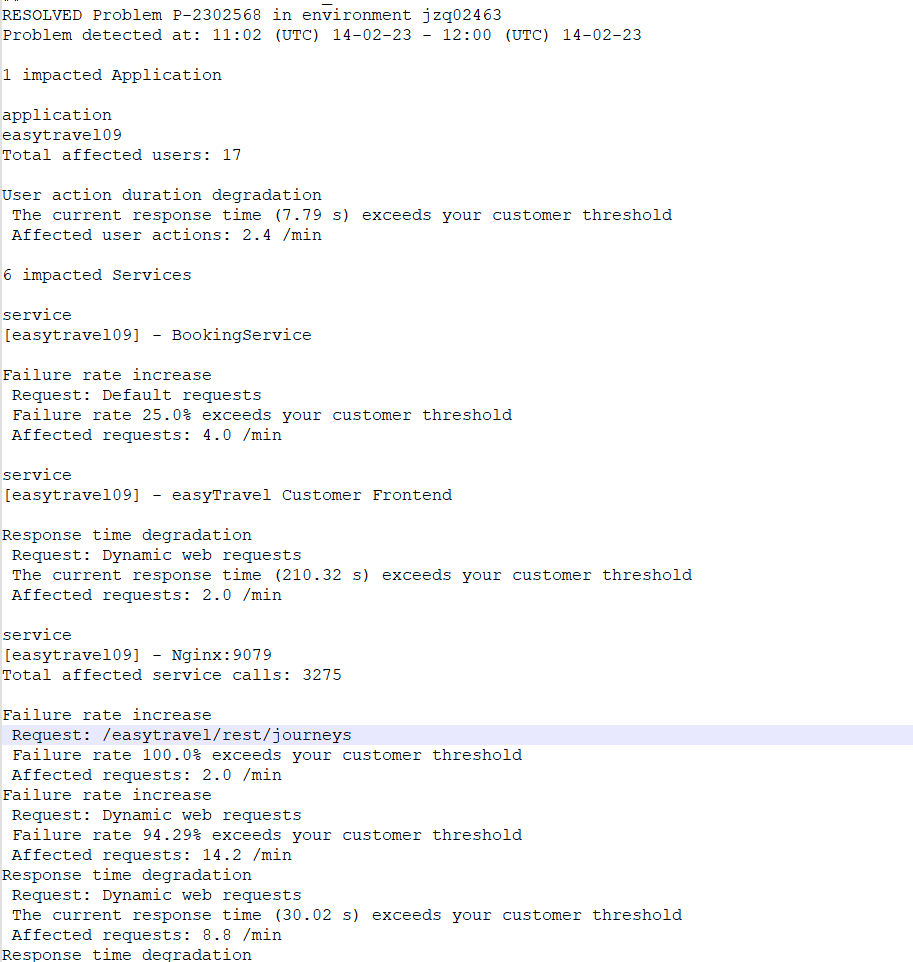 RESOLVED Problem P-2302568 in environment jzq02463
Problem detected at: 11:02 (UTC) 14-02-23 - 12:00 (UTC) 14-02-23
1 impacted Application
application
easytravel09
Total affected users: 17
User action duration degradation
The current response time (7.79 s) exceeds your customer threshold
Affected user actions: 2.4 /min
6 impacted Services
service
[easytravel09] - BookingService
Failure rate increase
Request: Default requests
Failure rate 25.0% exceeds your customer threshold
Affected requests: 4.0 /min
service
[easytravel09] - easyTravel Customer Frontend
Response time degradation
Request: Dynamic web requests
The current response time (210.32 s) exceeds your customer threshold
Affected requests: 2.0 /min
service
[easytravel09] - Nginx:9079
Total affected service calls: 3275
Failure rate increase
Request: /easytravel/rest/journeys
Failure rate 100.0% exceeds your customer threshold
Affected requests: 2.0 /min
Failure rate increase
Request: Dynamic web requests
Failure rate 94.29% exceeds your customer threshold
Affected requests: 14.2 /min
Response time degradation
Request: Dynamic web requests
The current response time (30.02 s) exceeds your customer threshold
Affected requests: 8.8 /min
Response time degradation